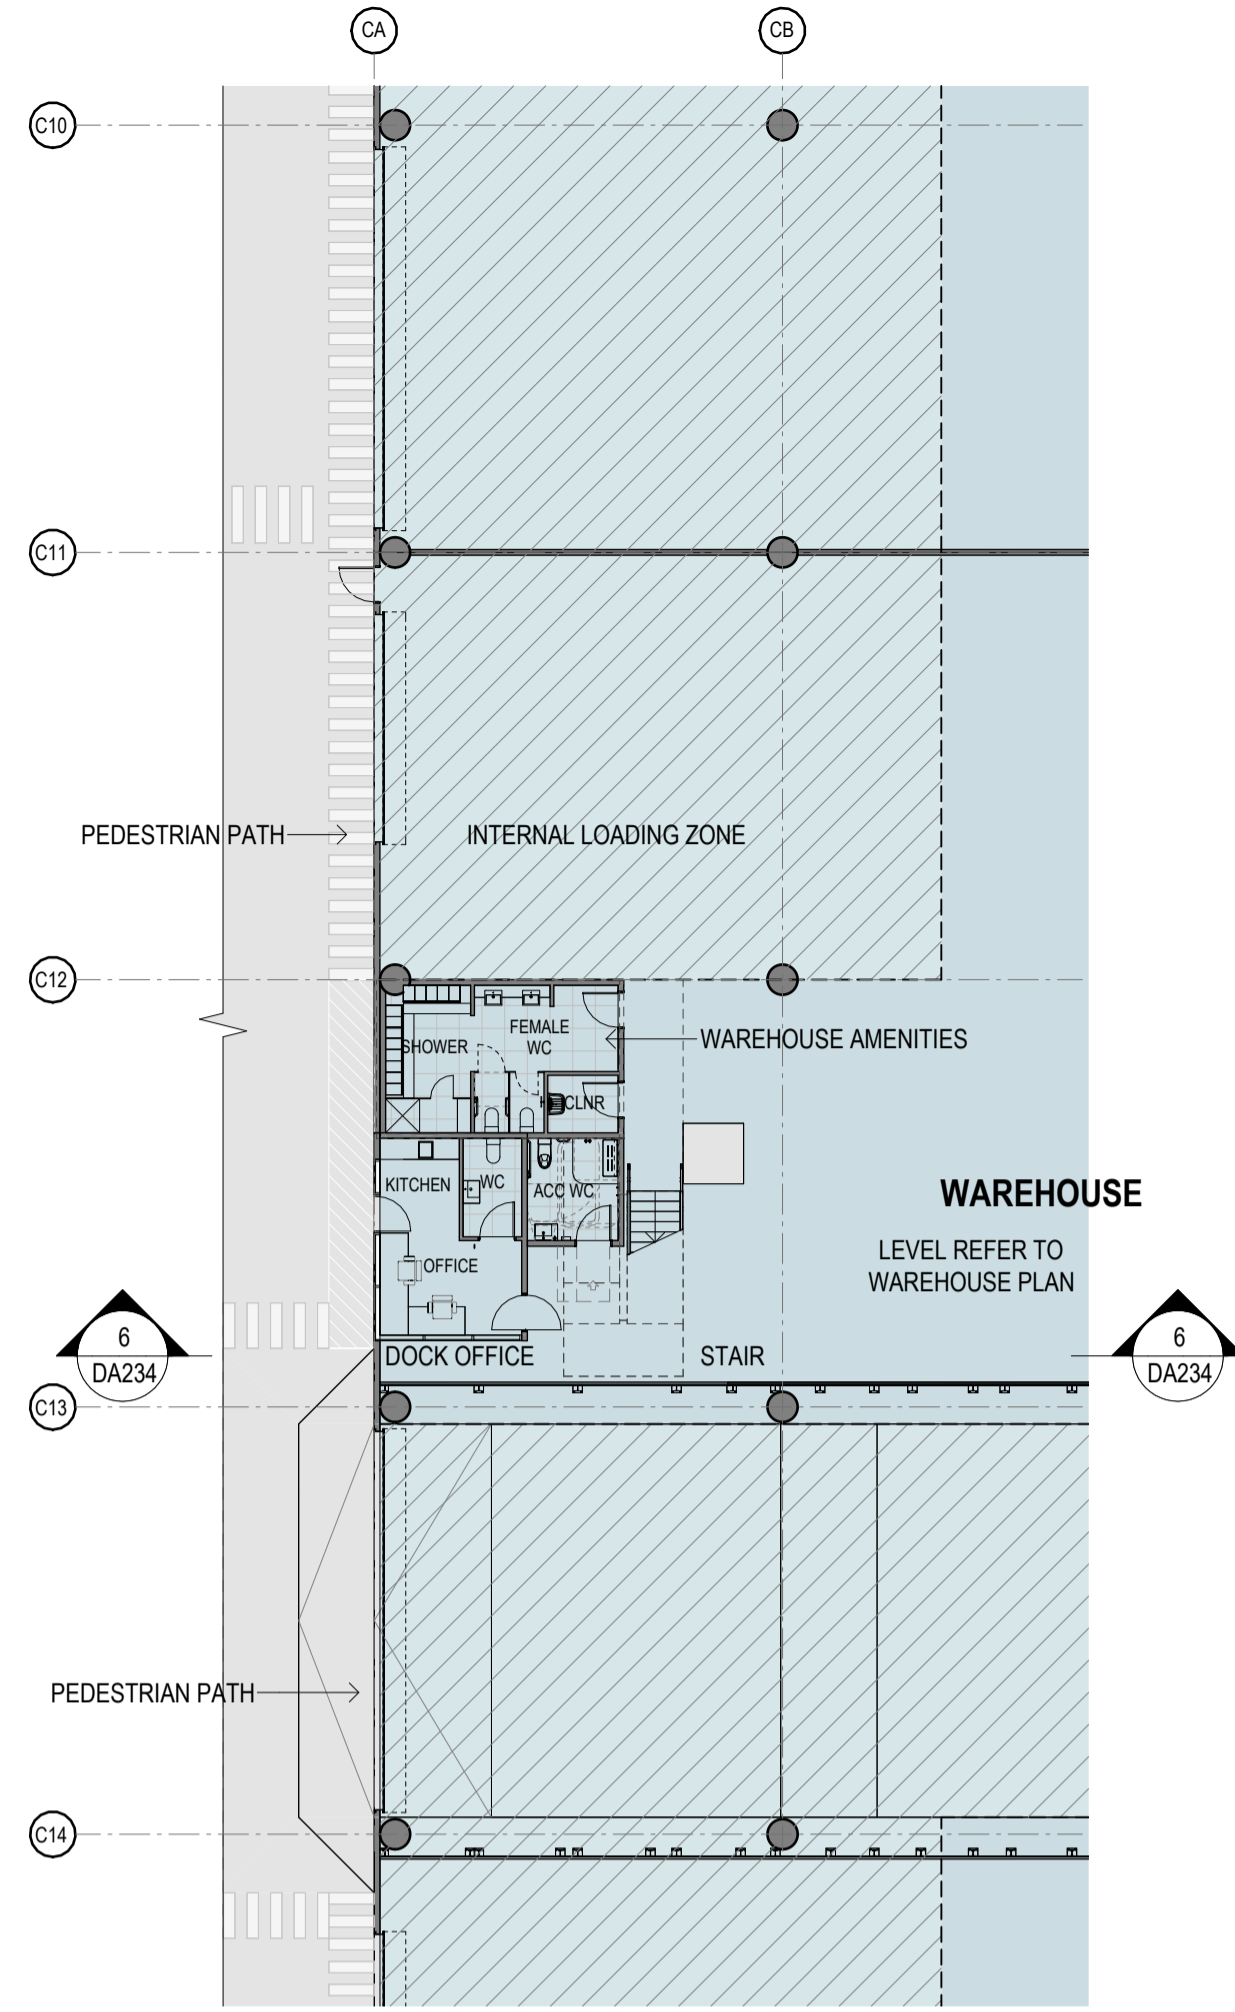 CA
CB
C10
C11
PEDESTRIAN PATH
INTERNAL LOADING ZONE
C12
FEMALE
WC
SHOWER
WAREHOUSE AMENITIES
CLNR
KITCHEN
WC
ACC WC
WAREHOUSE
LEVEL REFER TO
WAREHOUSE PLAN
OFFICE
6
DA234
DOCK OFFICE
STAIR
6
DA234
C13
PEDESTRIAN PATH
C14